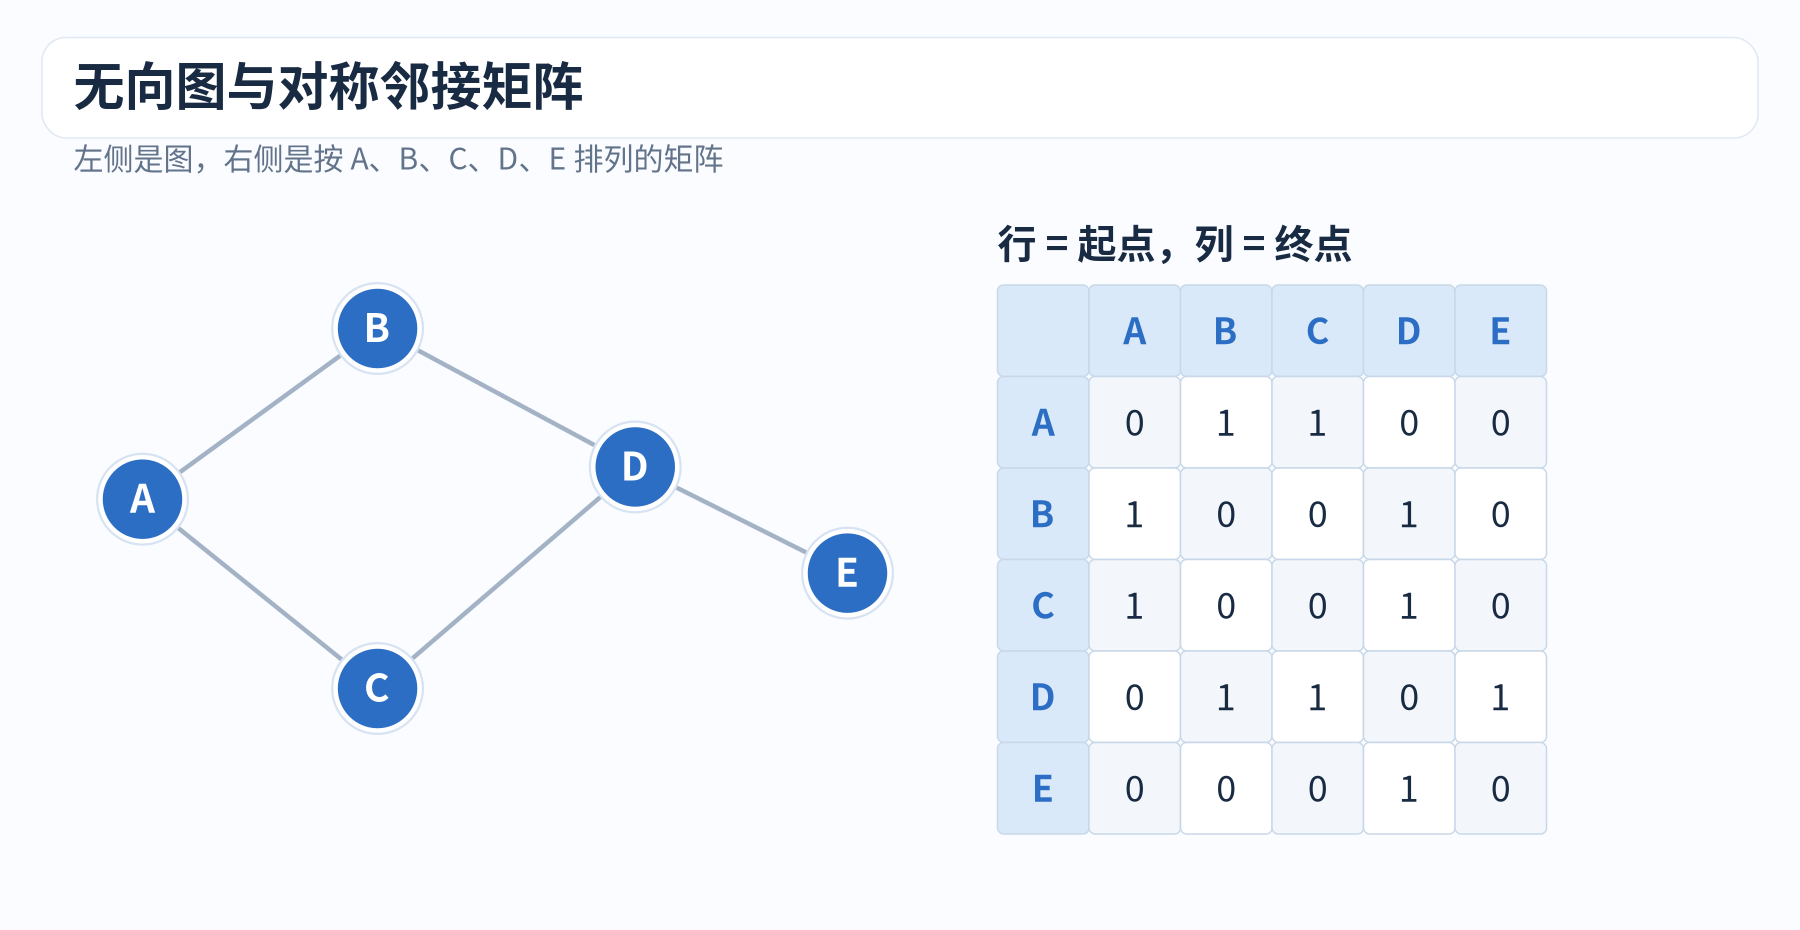 无向图与对称邻接矩阵
左侧是图，右侧是按 A、B、C、D、E 排列的矩阵
B
D
A
E
C
行 = 起点，列 = 终点
A B C D E
A 0 1 1 0 0
B 1 0 0 1 0
C 1 0 0 1 0
D 0 1 1 0 1
E 0 0 0 1 0